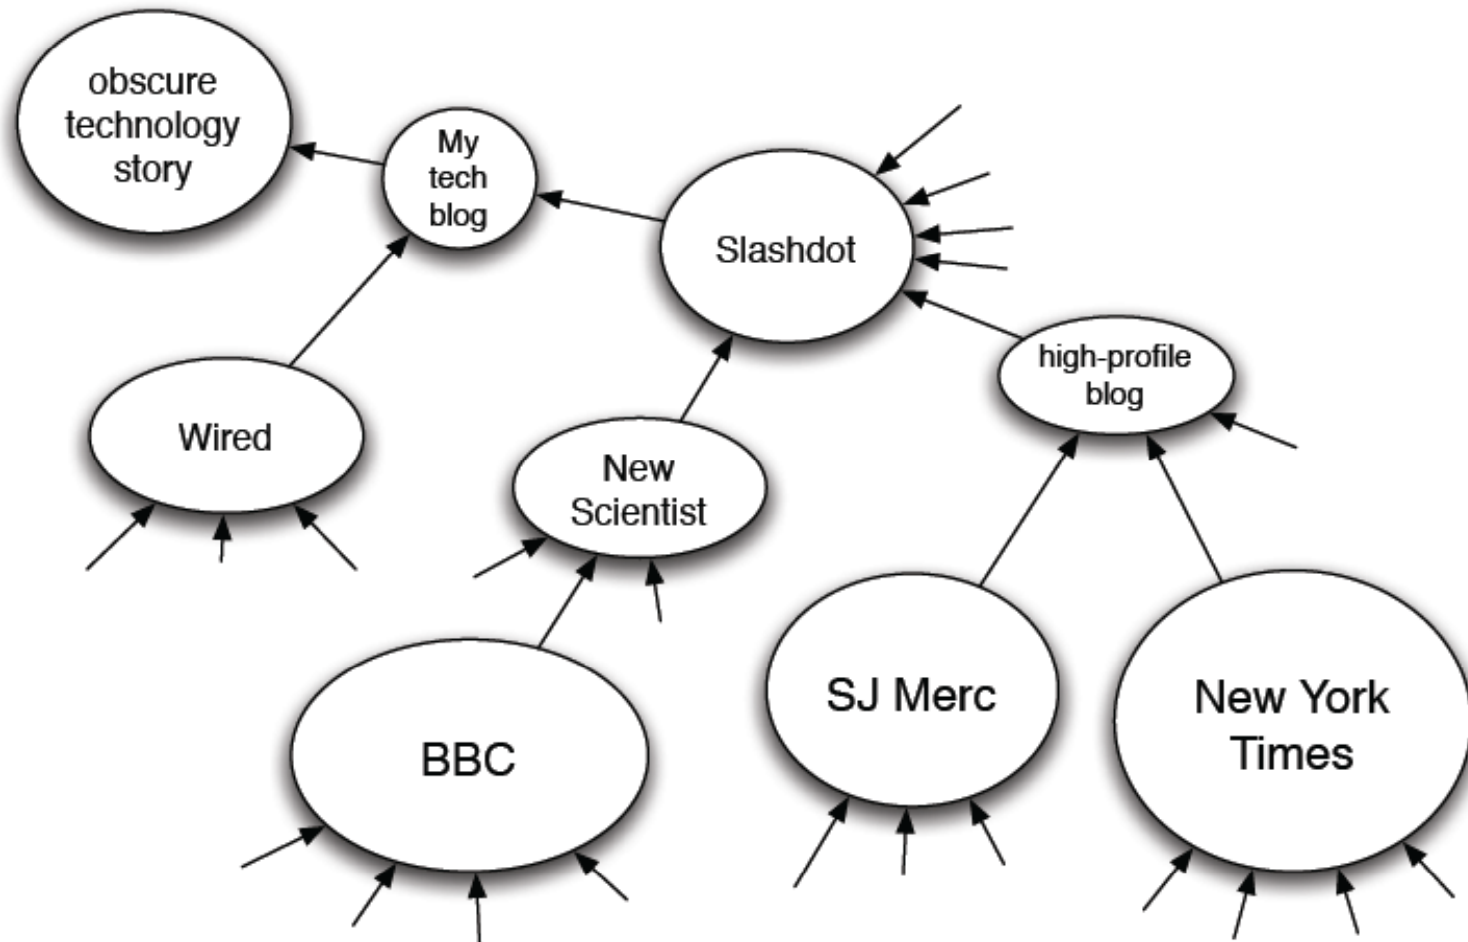 obscure
technology
story
My
tech
blog
Slashdot
high-profile
blog
Wired
New
Scientist
SJ Merc
New York
Times
BBC